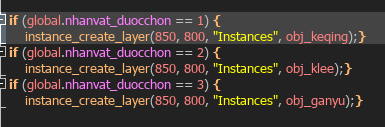 if (global.nhanvat_duocchon == 1) {
instance_create_layer(850, 800, "Instances", obj_keqing);}
if (global.nhanvat_duocchon == 2) {
instance_create_layer(850, 800, "Instances", obj_klee);}
if (global.nhanvat_duocchon == 3) {
instance_create_layer(850, 800, "Instances", obj_ganyu);}